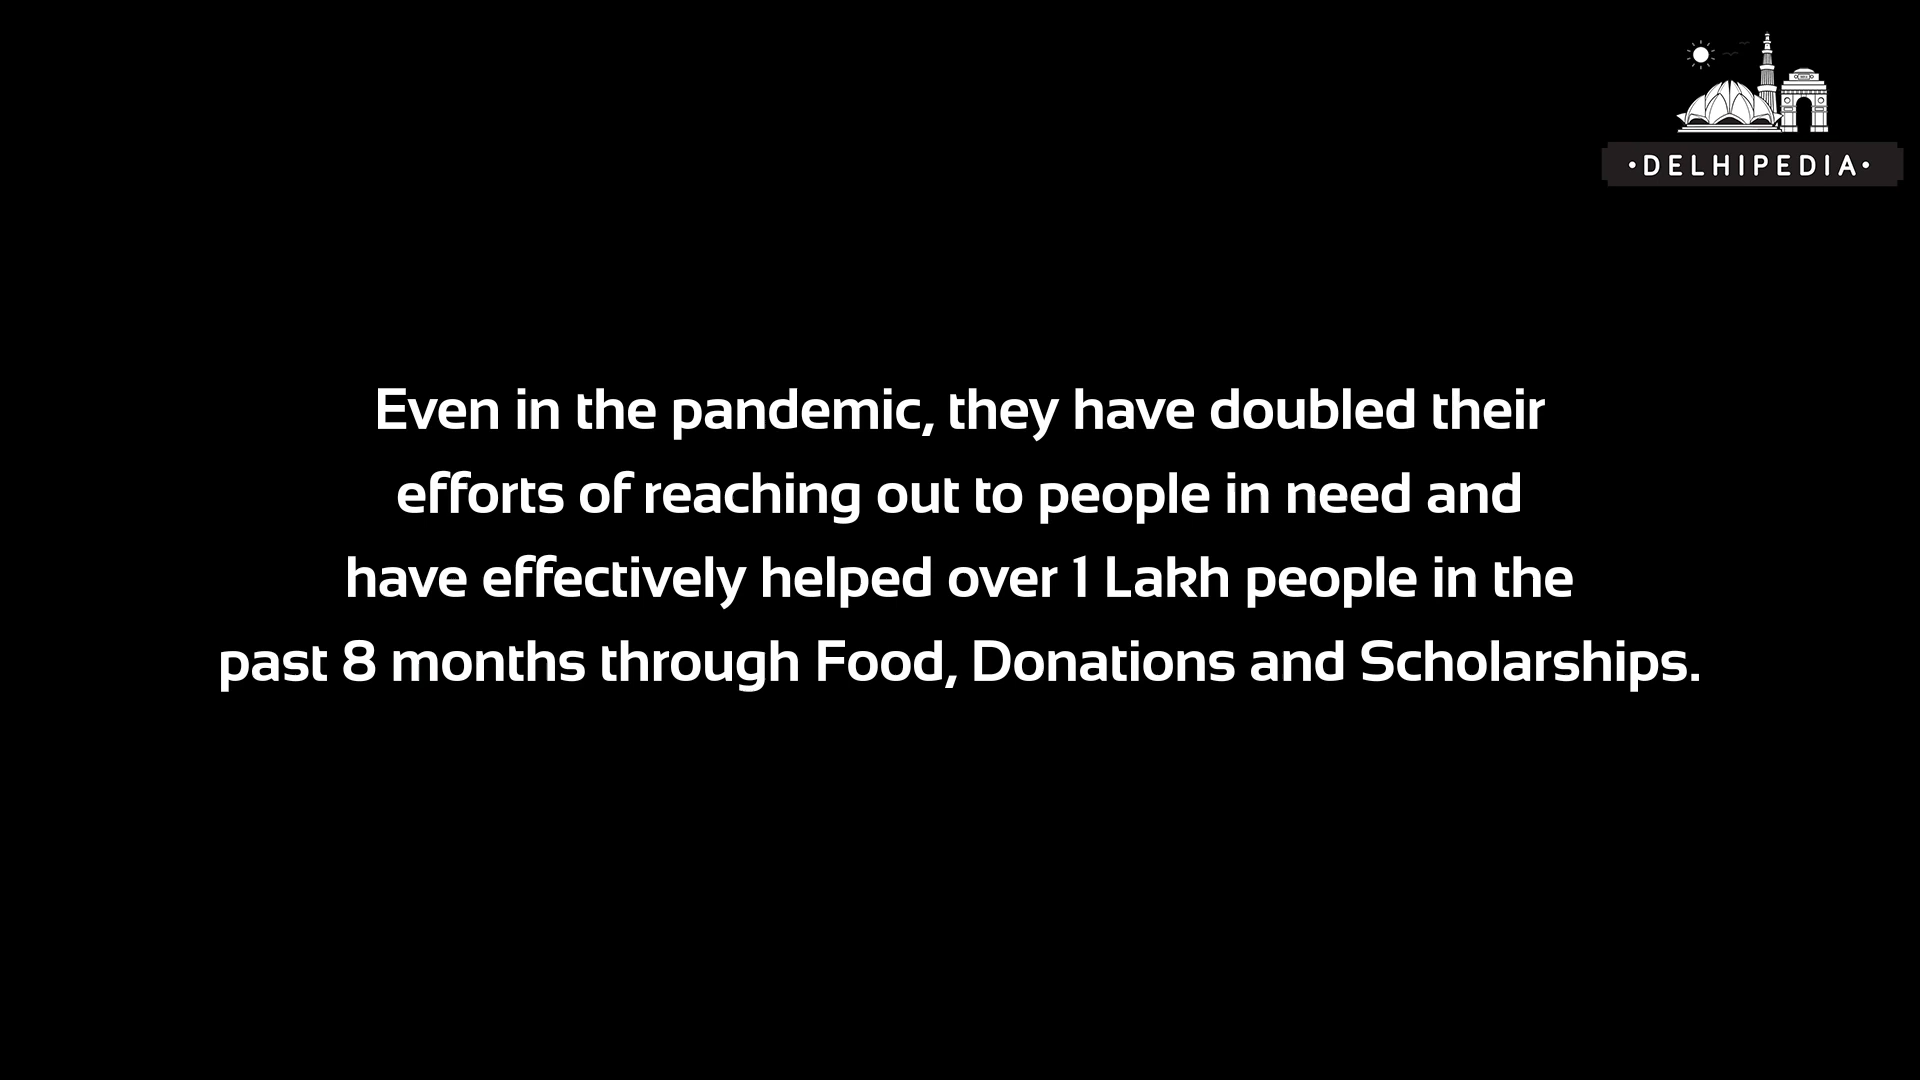 •DELHIPEDIA•
Even in the pandemic, they have doubled their
efforts of reaching out to people in need and
have effectively helped over 1 Lakh people in the
past 8 months through Food, Donations and Scholarships.